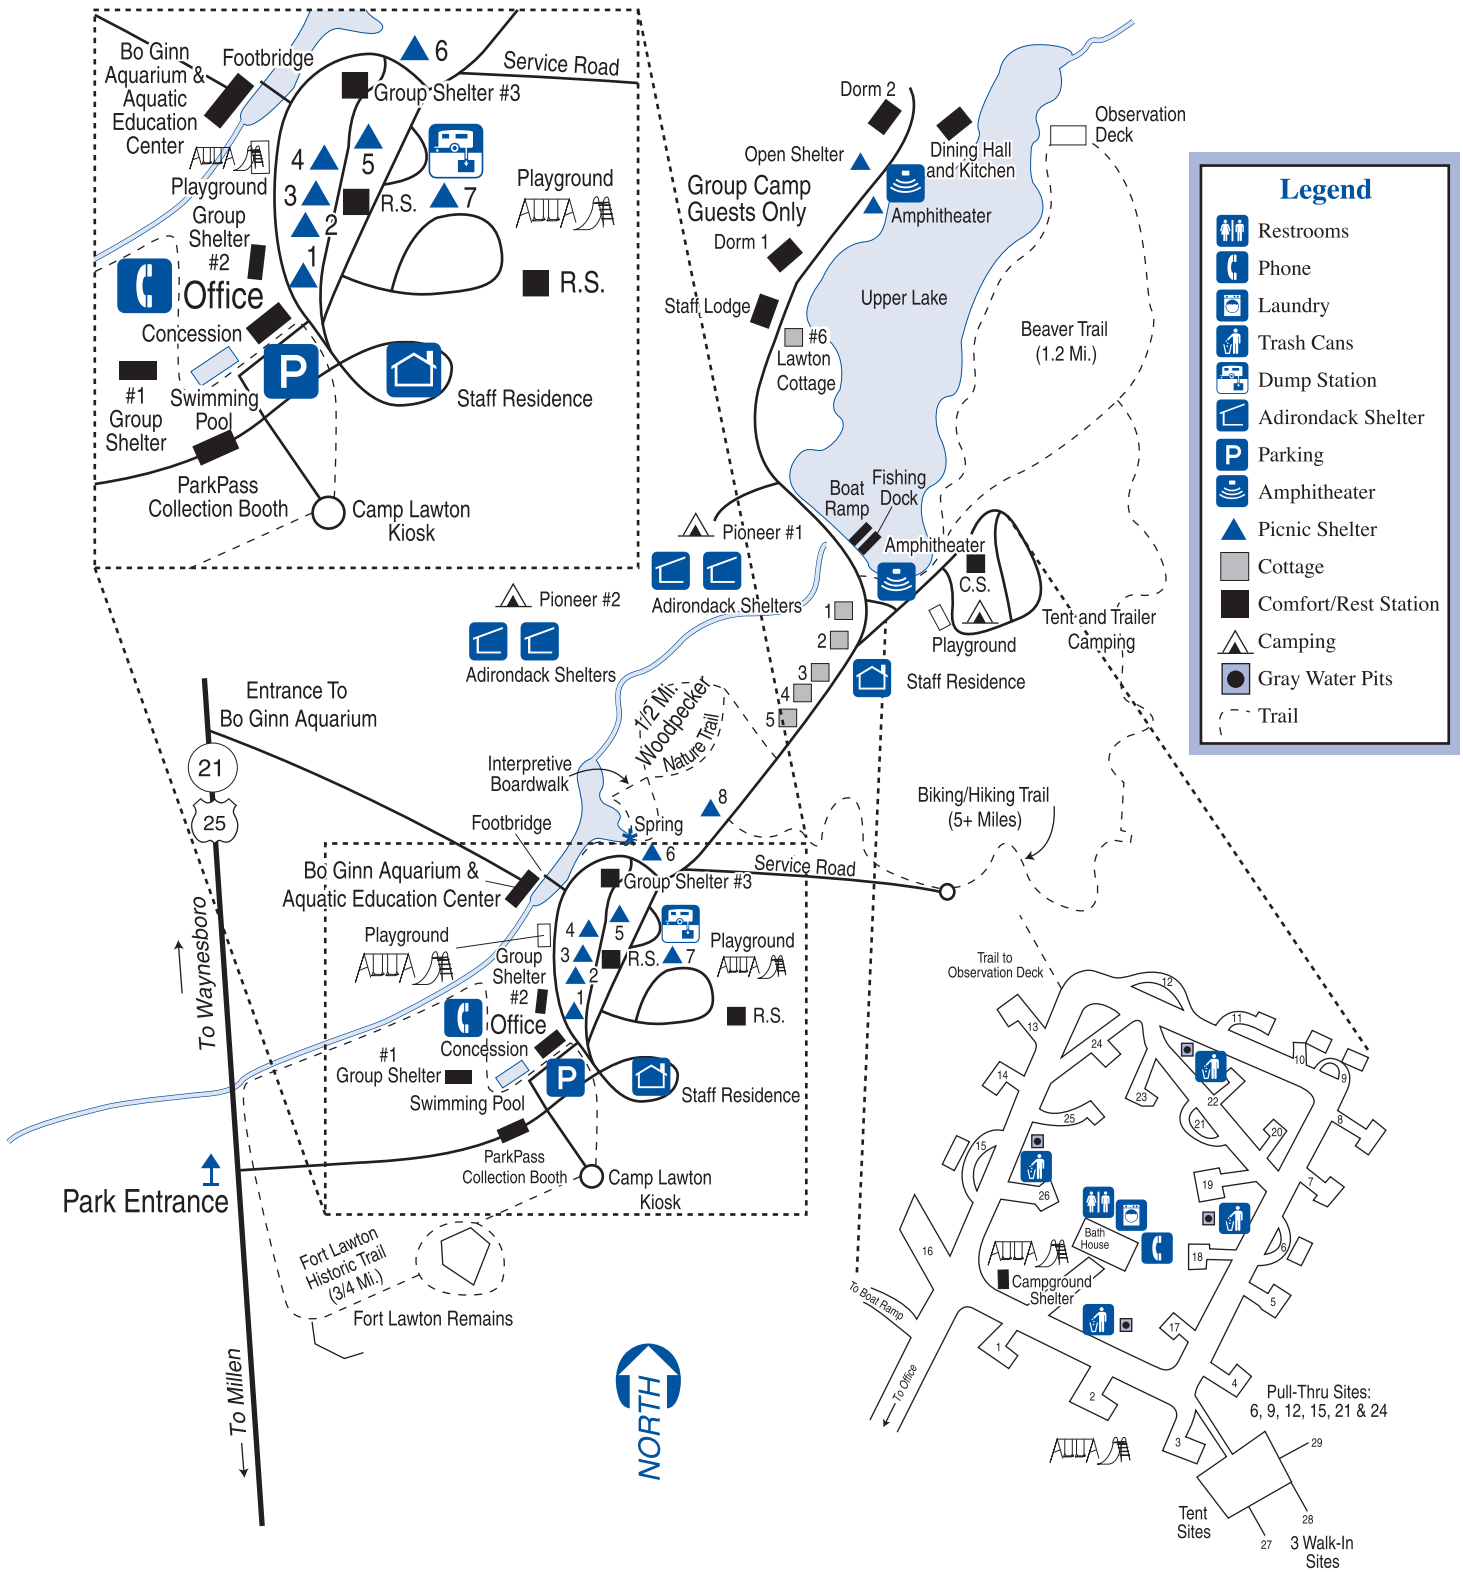 Bo Ginn
Aquarium &
Aquatic
Education
Center
Footbridge
6
Service Road
Group Shelter #3
4
5
3
2
1
R.S.
7
Playground
Playground
Group
Shelter
#2
Office
R.S.
Concession
P
#1
Group
Shelter
Swimming
Pool
Staff Residence
ParkPass
Collection Booth
Camp Lawton
Kiosk
Dorm 2
Open Shelter
Dining Hall
and Kitchen
Observation
Deck
Group Camp
Guests Only
Amphitheater
Dorm 1
Staff Lodge
Upper Lake
#6
Lawton
Cottage
Beaver Trail
(1.2 Mi.)
Fishing
Dock
Boat
Ramp
Pioneer #1
Amphitheater
C.S.
Adirondack Shelters
Pioneer #2
Adirondack Shelters
1
2
3
4
5
Playground
Tent and Trailer
Camping
Staff Residence
Legend
Restrooms
Phone
Laundry
Trash Cans
Dump Station
Adirondack Shelter
P
Parking
Amphitheater
Picnic Shelter
Cottage
Comfort/Rest Station
Camping
Gray Water Pits
Trail
Entrance To
Bo Ginn Aquarium
21
25
To Waynesboro
1/2 Mi.
Woodpecker
Nature Trail
Interpretive
Boardwalk
8
Spring
Footbridge
Biking/Hiking Trail
(5+ Miles)
6
Service Road
Bo Ginn Aquarium &
Aquatic Education Center
Group Shelter #3
Playground
4
5
3
2
1
R.S.
7
Playground
Group
Shelter
#2
Office
R.S.
Concession
#1
Group Shelter
P
Swimming Pool
Staff Residence
ParkPass
Collection Booth
Camp Lawton
Kiosk
Park Entrance
Fort Lawton
Historic Trail
(3/4 Mi.)
Fort Lawton Remains
To Millen
NORTH
Trail to
Observation Deck
12
11
13
10
24
9
14
23
22
8
25
21
20
15
7
19
26
6
16
Bath
House
18
Campground
Shelter
5
To Boat Ramp
17
1
4
To Office
2
3
Pull-Thru Sites:
6, 9, 12, 15, 21 & 24
29
Tent
Sites
28
27
3 Walk-In
Sites